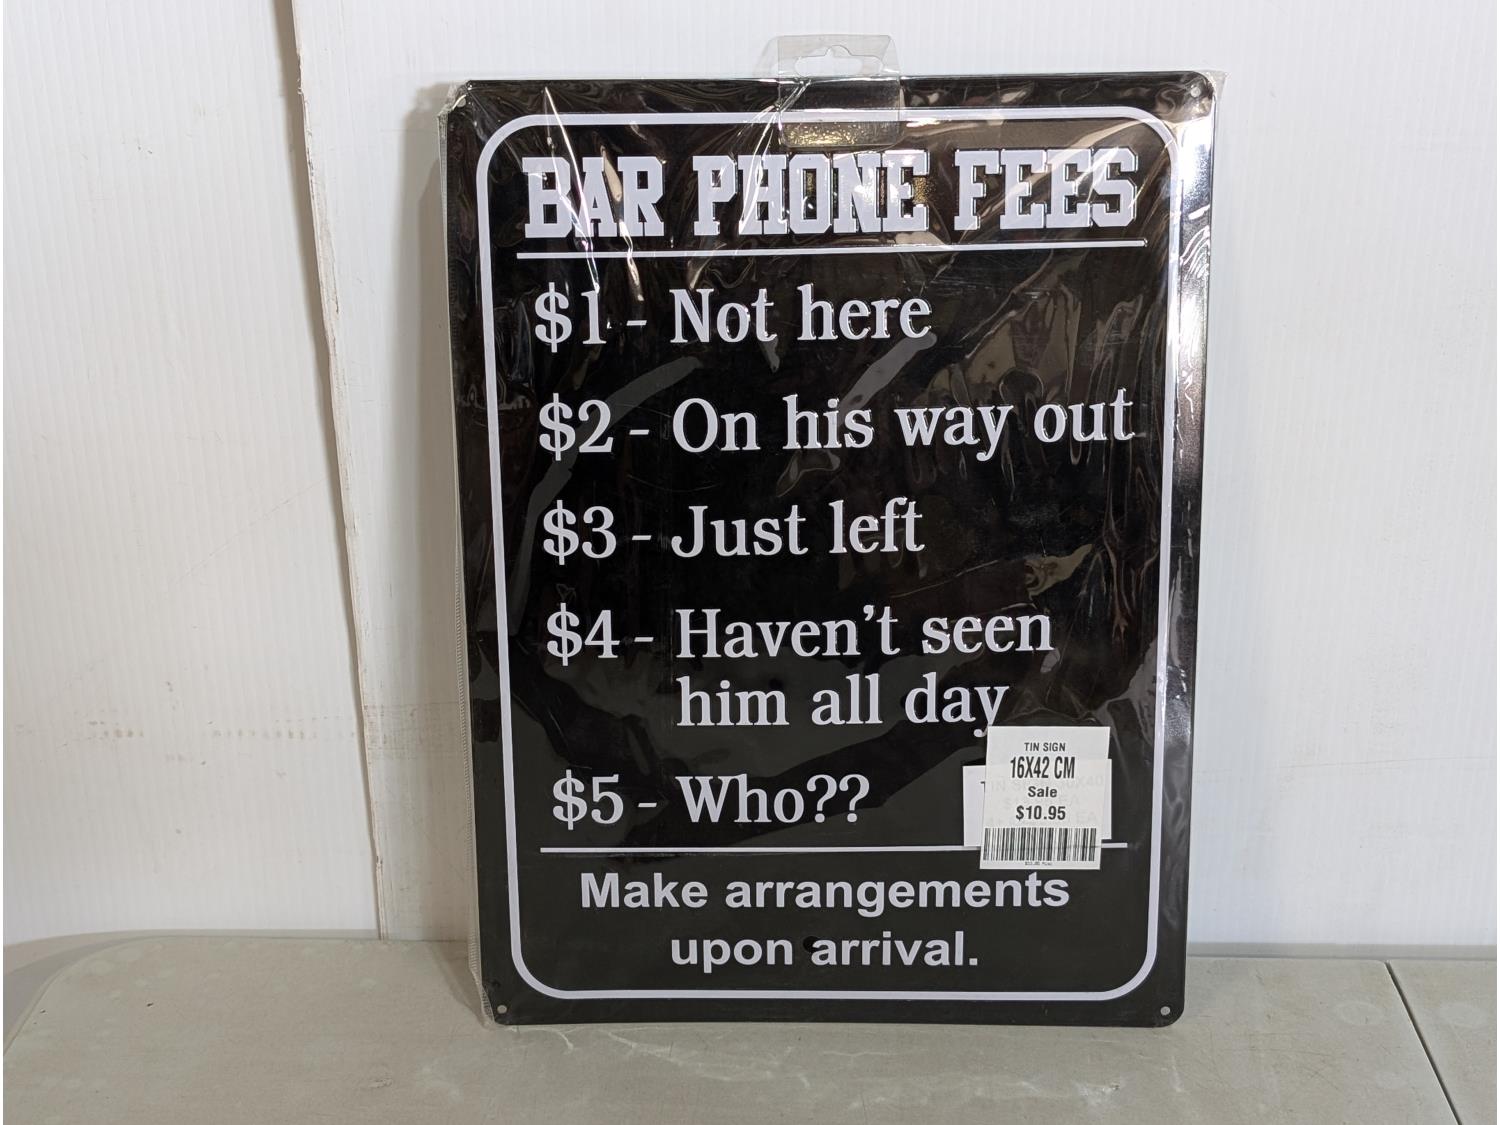 BAR PHONE FEES
$1 - Not here
$2 - On his way out
$3 - Just left
$4 - Haven't seen
him all day
$5 - Who??
TIN SIGN
16X42 CM
Sale
$10.95
Make arrangements
upon arrival.